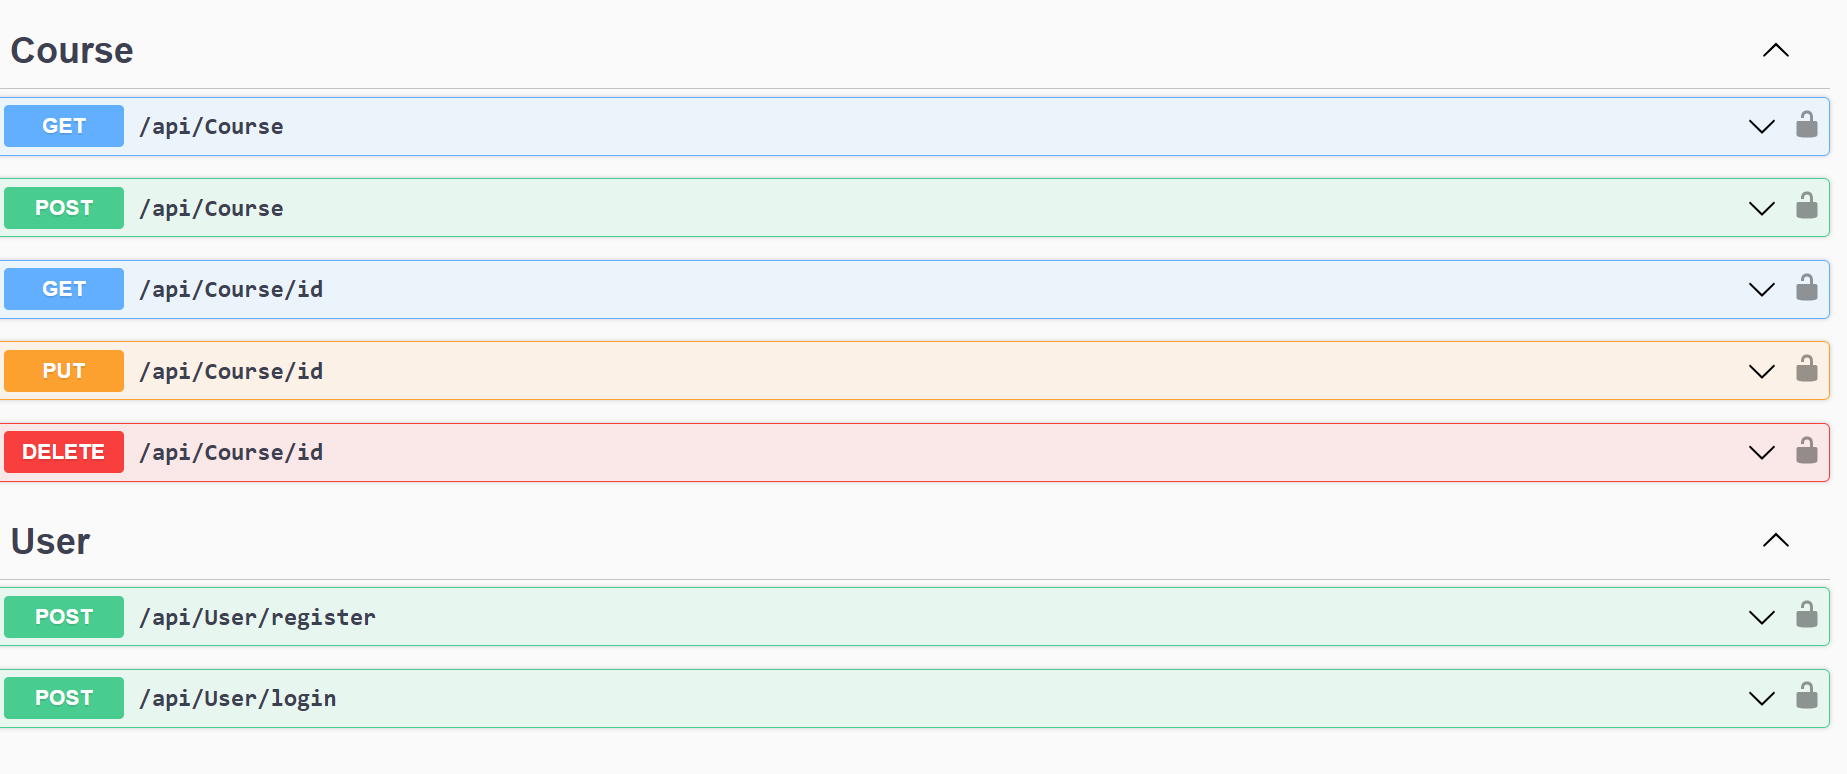 Course
GET /api/Course
POST /api/Course
GET /api/Course/id
PUT /api/Course/id
DELETE /api/Course/id
User
POST /api/User/register
POST /api/User/login